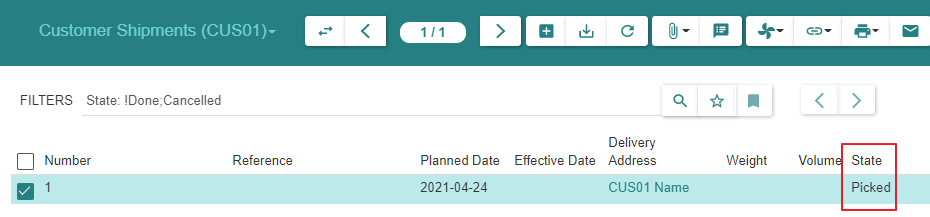 Customer Shipments (CUS01)
1 / 1
FILTERS State: !Done;Cancelled
Number Reference Planned Date Effective Date Delivery Address Weight Volume State
1 2021-04-24 CUS01 Name Picked